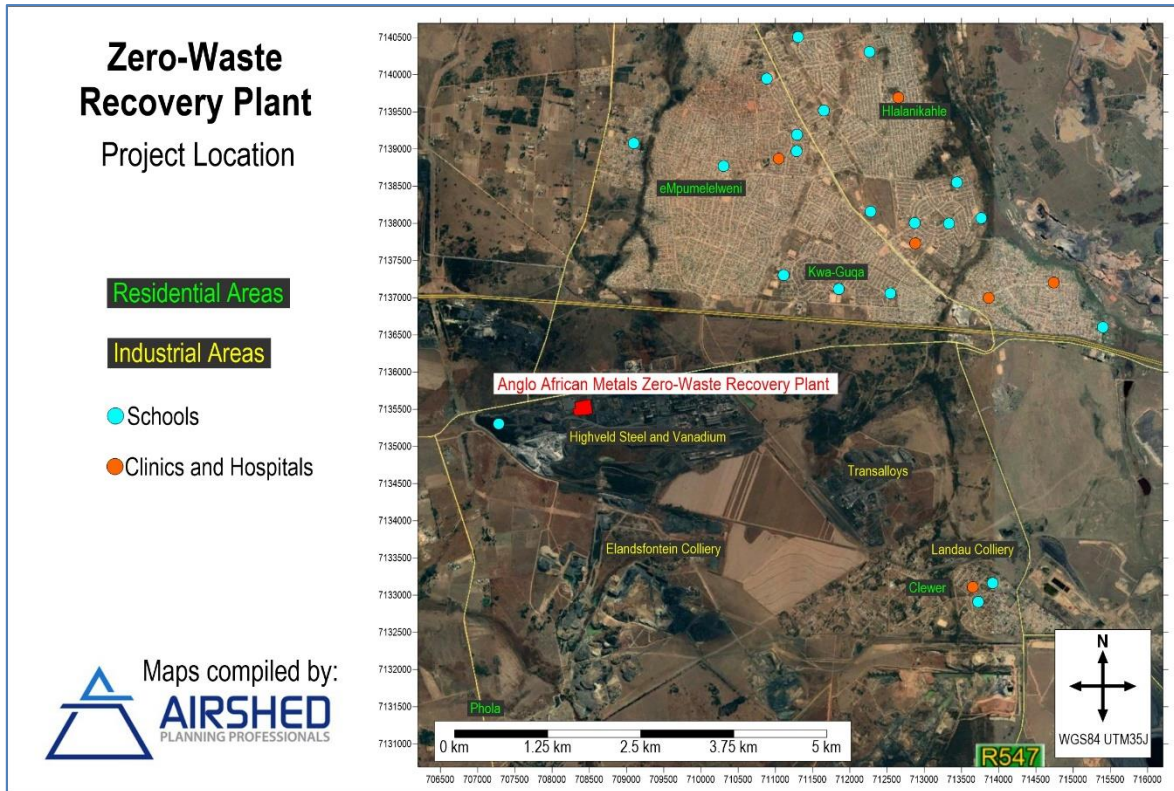 Zero-Waste
Recovery Plant
Project Location
Residential Areas
Industrial Areas
Schools
Clinics and Hospitals
Maps compiled by:
AIRSHED
PLANNING PROFESSIONALS
7140500
7140000
7139500
7139000
7138500
7138000
7137500
7137000
7136500
7136000
7135500
7135000
7134500
7134000
7133500
7133000
7132500
7132000
7131500
7131000
Hlalanikahle
eMpumelelweni
Kwa-Guqa
Anglo African Metals Zero-Waste Recovery Plant
Highveld Steel and Vanadium
Transalloys
Elandsfontein Colliery
Landau Colliery
Clewer
Phola
0 km 1.25 km 2.5 km 3.75 km 5 km
R547
N
WGS84 UTM35J
706500 707000 707500 708000 708500 709000 709500 710000 710500 711000 711500 712000 712500 713000 713500 714000 714500 715000 715500 716000